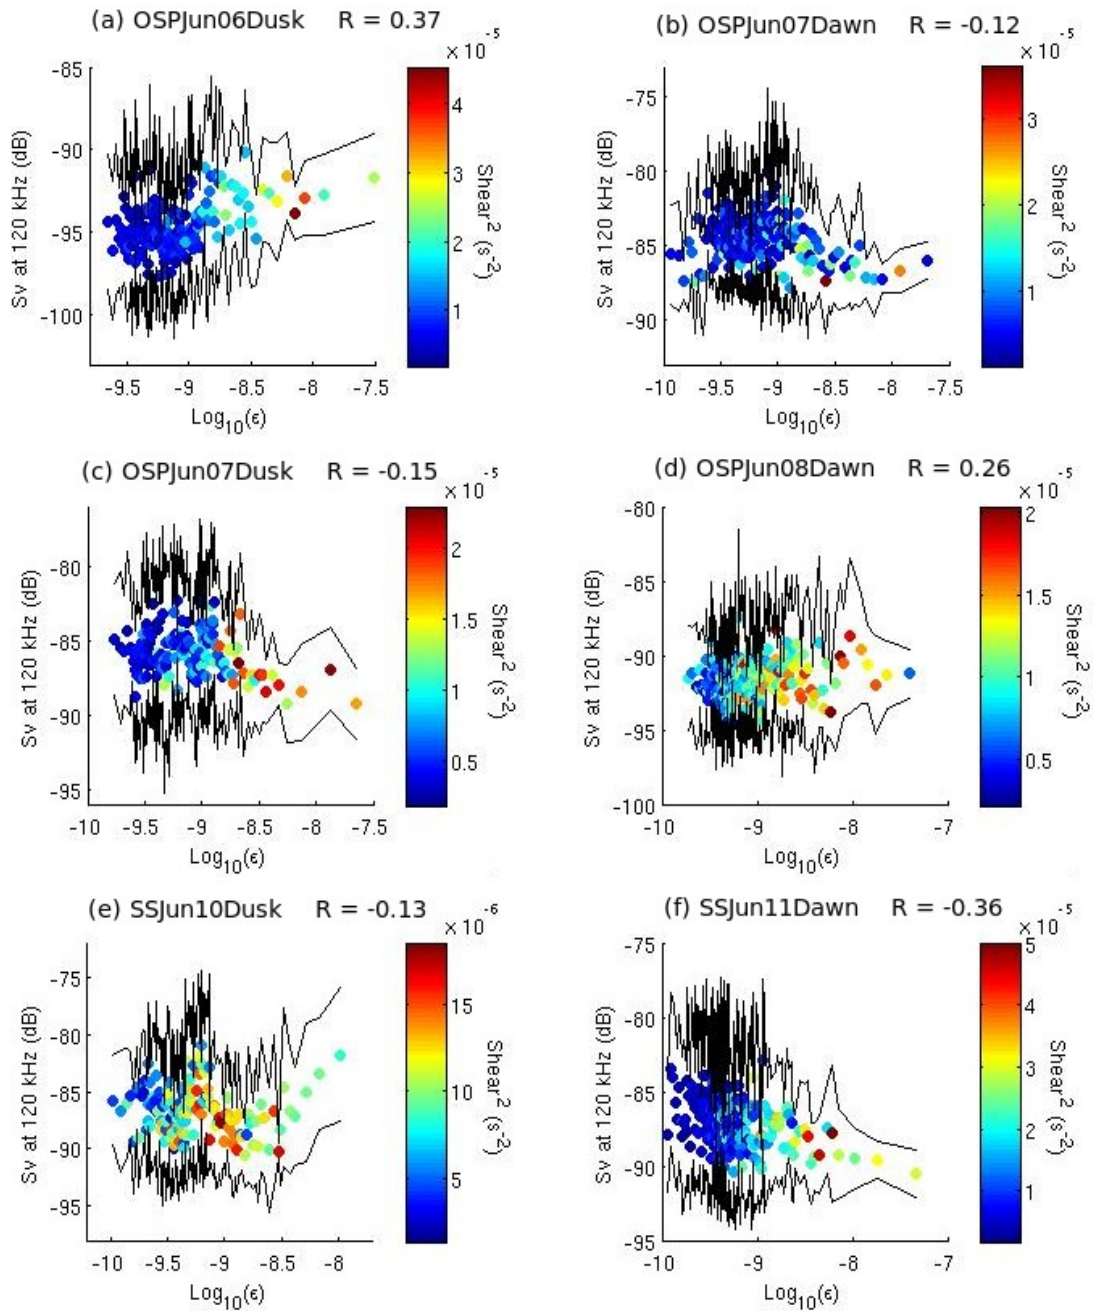 (a) OSPJun06Dusk R = 0.37
× 10⁻⁵
-85
-90
-95
-100
Sv at 120 kHz (dB)
-9.5 -9 -8.5 -8 -7.5
Log₁₀(ε)
4
3
2
1
Shear² (s⁻²)
(b) OSPJun07Dawn R = -0.12
× 10⁻⁵
-75
-80
-85
-90
Sv at 120 kHz (dB)
-10 -9.5 -9 -8.5 -8 -7.5
Log₁₀(ε)
3
2
1
Shear² (s⁻²)
(c) OSPJun07Dusk R = -0.15
× 10⁻⁵
-80
-85
-90
-95
Sv at 120 kHz (dB)
-10 -9.5 -9 -8.5 -8 -7.5
Log₁₀(ε)
2
1.5
1
0.5
Shear² (s⁻²)
(d) OSPJun08Dawn R = 0.26
× 10⁻⁵
-80
-85
-90
-95
-100
Sv at 120 kHz (dB)
-10 -9 -8 -7
Log₁₀(ε)
2
1.5
1
0.5
Shear² (s⁻²)
(e) SSJun10Dusk R = -0.13
× 10⁻⁶
-75
-80
-85
-90
-95
Sv at 120 kHz (dB)
-10 -9.5 -9 -8.5 -8
Log₁₀(ε)
15
10
5
Shear² (s⁻²)
(f) SSJun11Dawn R = -0.36
× 10⁻⁵
-75
-80
-85
-90
-95
Sv at 120 kHz (dB)
-10 -9 -8 -7
Log₁₀(ε)
5
4
3
2
1
Shear² (s⁻²)